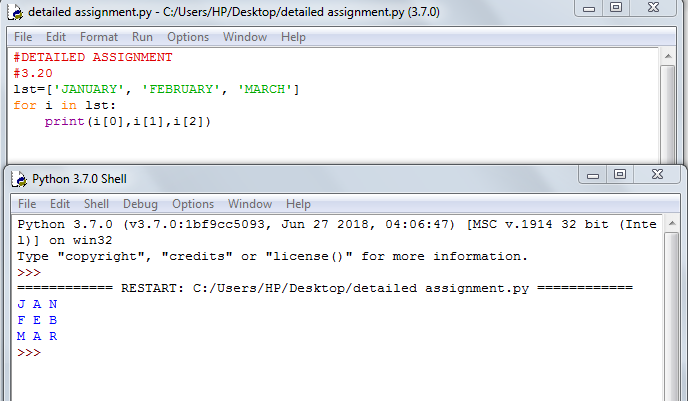 detailed assignment.py - C:/Users/HP/Desktop/detailed assignment.py (3.7.0)
File Edit Format Run Options Window Help
#DETAILED ASSIGNMENT
#3.20
lst=['JANUARY', 'FEBRUARY', 'MARCH']
for i in lst:
    print(i[0],i[1],i[2])
Python 3.7.0 Shell
File Edit Shell Debug Options Window Help
Python 3.7.0 (v3.7.0:1bf9cc5093, Jun 27 2018, 04:06:47) [MSC v.1914 32 bit (Inte
l)] on win32
Type "copyright", "credits" or "license()" for more information.
>>>
============ RESTART: C:/Users/HP/Desktop/detailed assignment.py ============
J A N
F E B
M A R
>>>